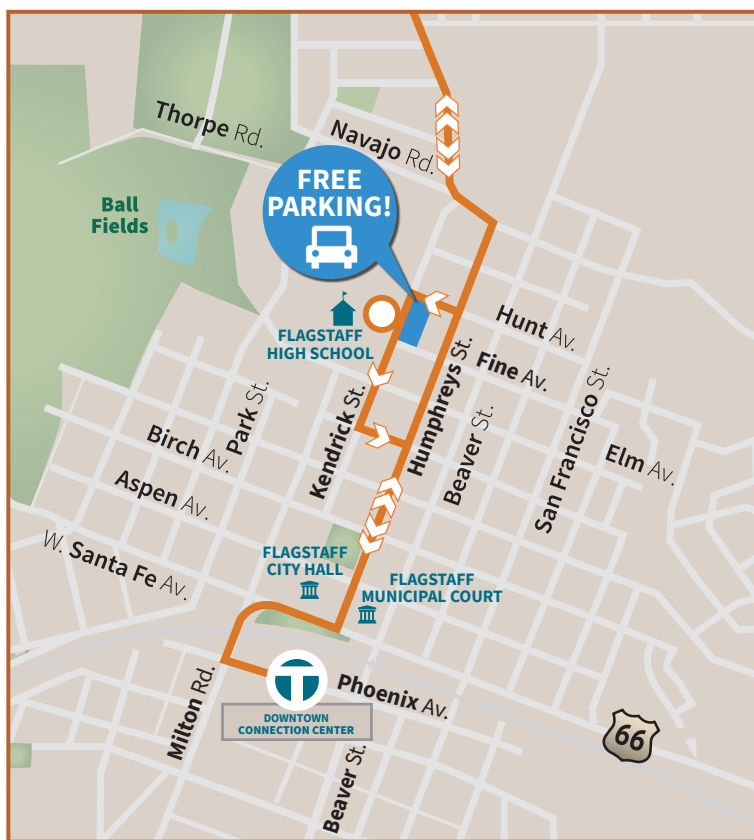 Thorpe Rd.
Navajo Rd.
FREE
PARKING!
Ball
Fields
FLAGSTAFF
HIGH SCHOOL
Hunt Av.
Fine Av.
Park St.
Kendrick St.
Humphreys St.
Beaver St.
San Francisco St.
Elm Av.
Birch Av.
Aspen Av.
W. Santa Fe Av.
FLAGSTAFF
CITY HALL
FLAGSTAFF
MUNICIPAL COURT
Milton Rd.
T
Phoenix Av.
DOWNTOWN
CONNECTION CENTER
Beaver St.
66